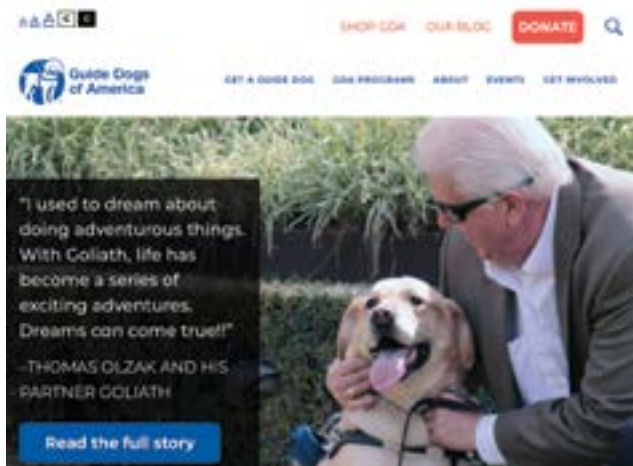 A A A C C
SHOP GDA OUR BLOG DONATE
Guide Dogs
of America
GET A GUIDE DOG GDA PROGRAMS ABOUT EVENTS GET INVOLVED
"I used to dream about
doing adventurous things.
With Goliath, life has
become a series of
exciting adventures.
Dreams can come true!!"
–THOMAS OLZAK AND HIS
PARTNER GOLIATH
Read the full story